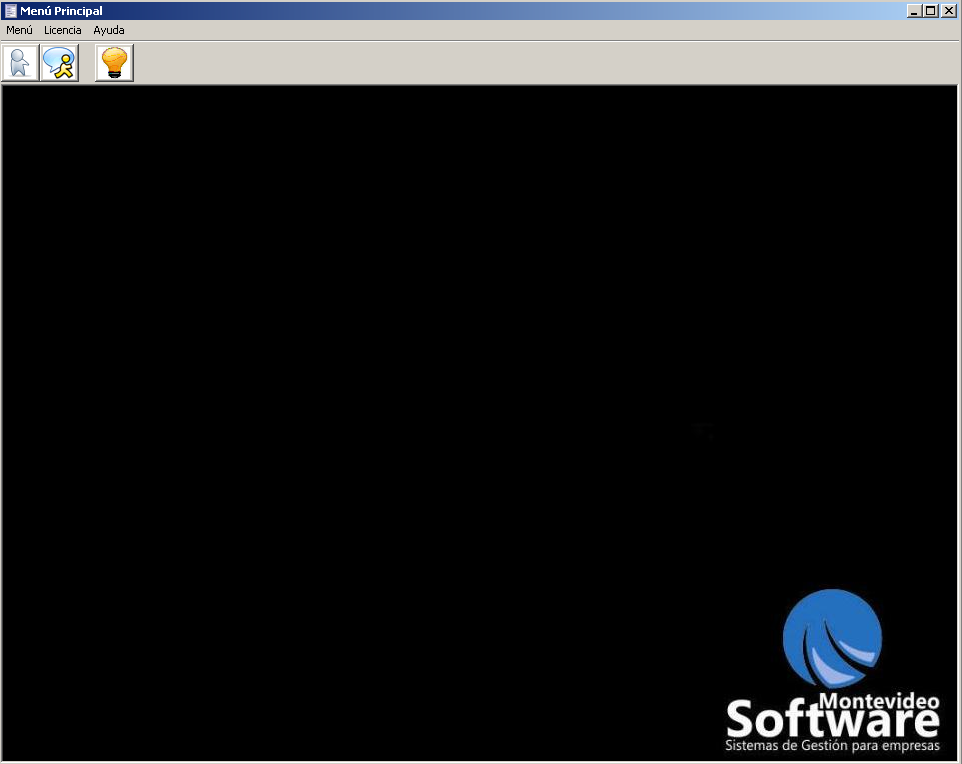 Menú Principal
Menú Licencia Ayuda
Montevideo
Software
Sistemas de Gestión para empresas